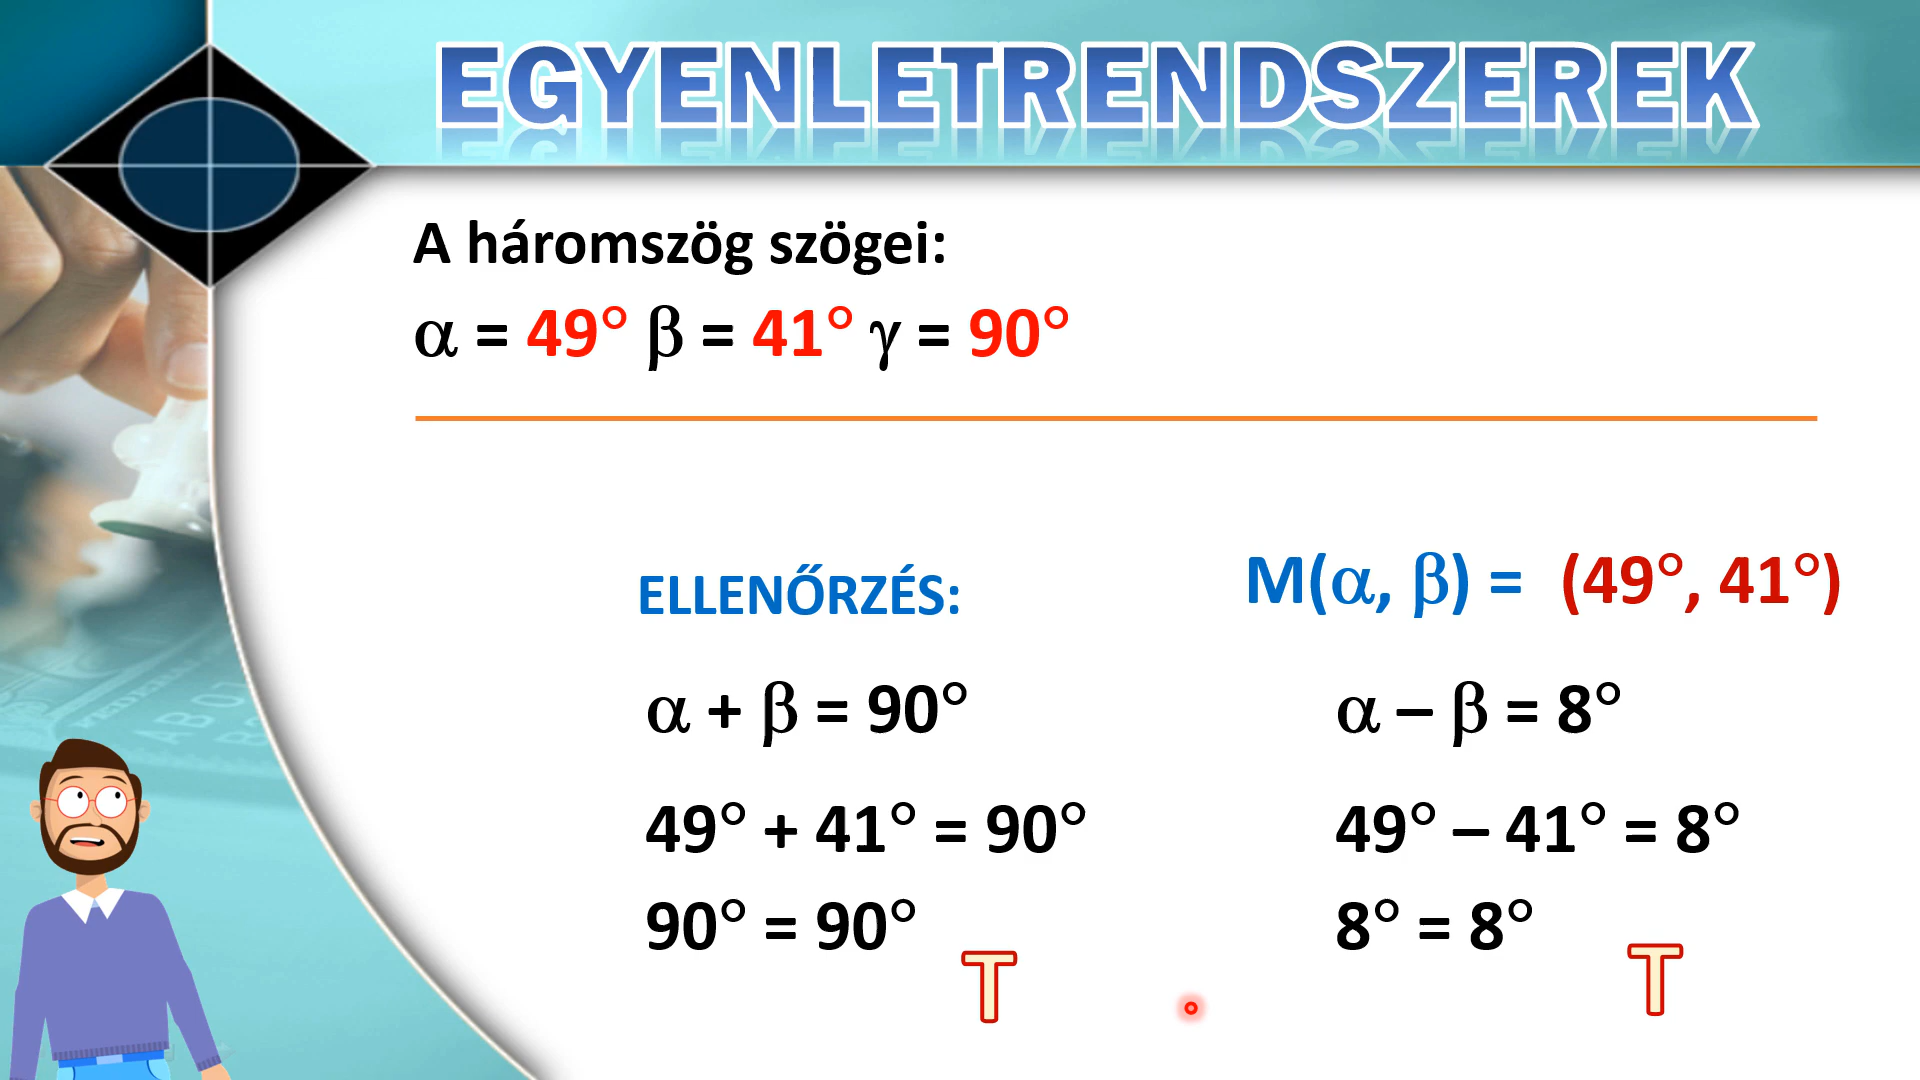 EGYENLETRENDSZEREK
A háromszög szögei:
α = 49° β = 41° γ = 90°
ELLENŐRZÉS:
M(α, β) = (49°, 41°)
α + β = 90°
α – β = 8°
49° + 41° = 90°
49° – 41° = 8°
90° = 90°
8° = 8°
T
T